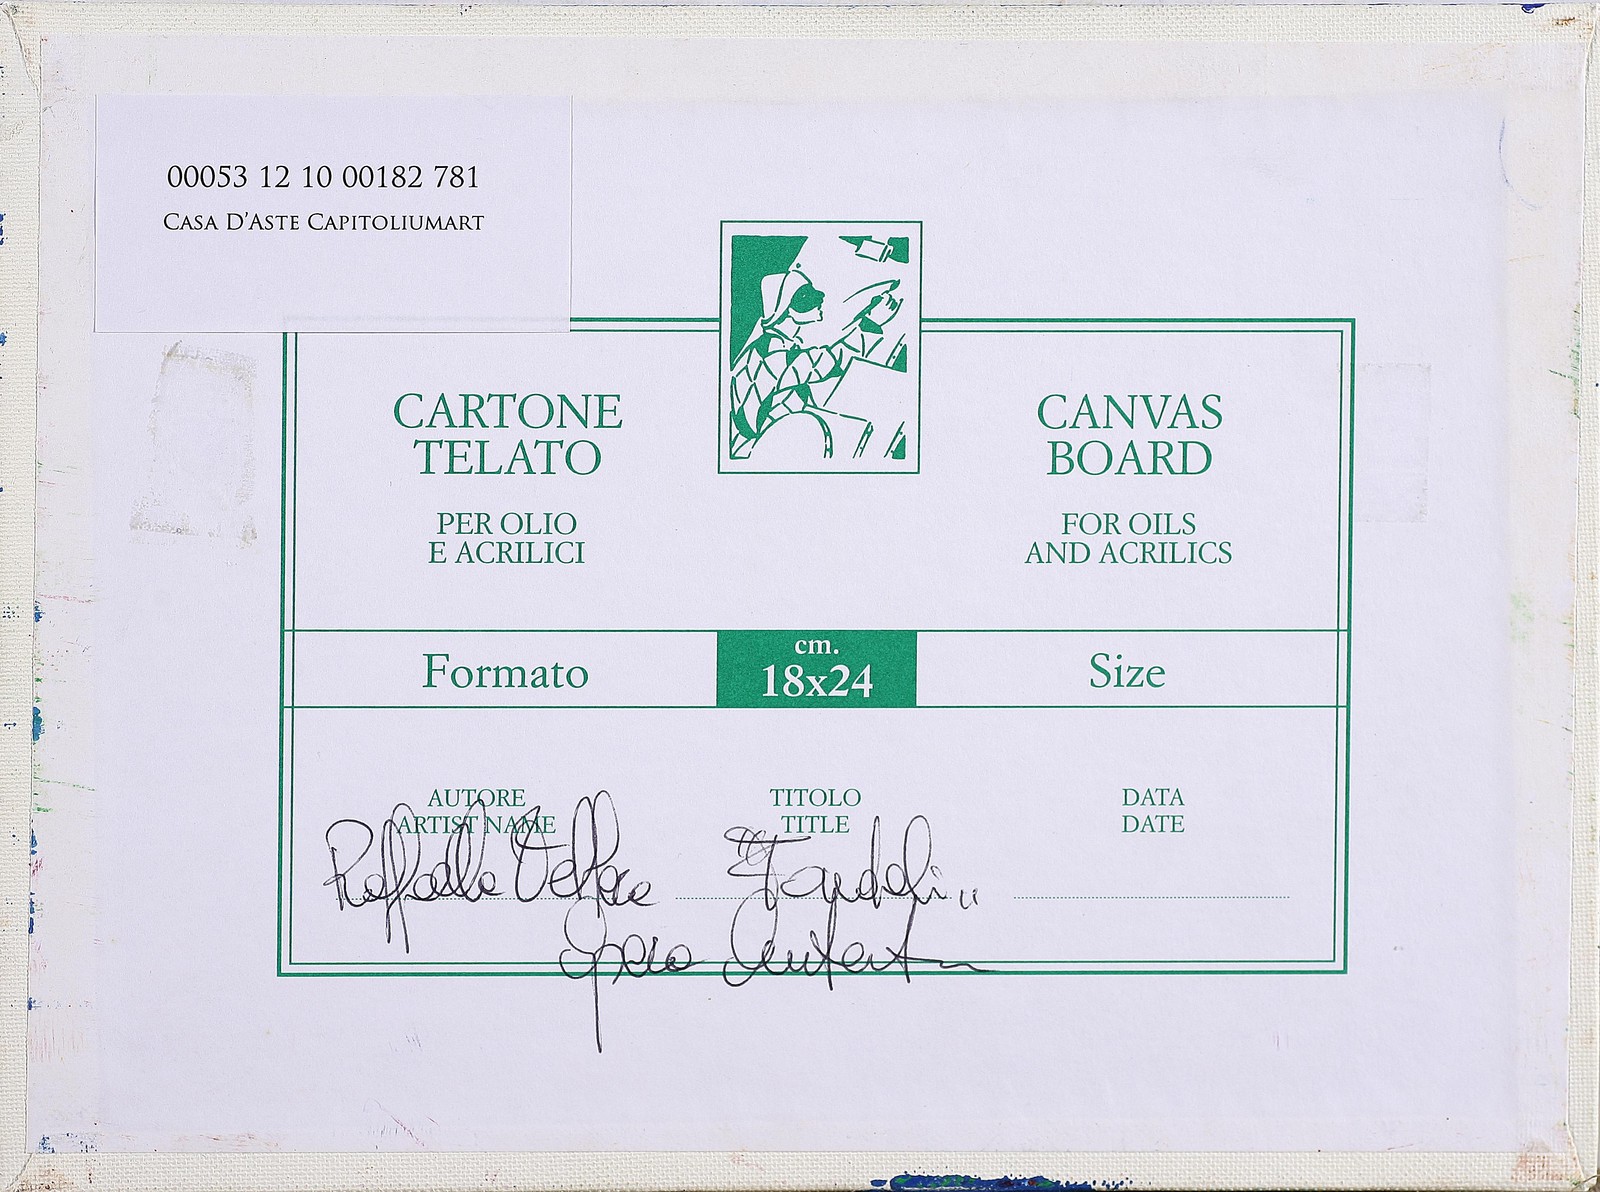 00053 12 10 00182 781
CASA D'ASTE CAPITOLIUMART
CARTONE
TELATO
PER OLIO
E ACRILICI
CANVAS
BOARD
FOR OILS
AND ACRILICS
Formato
cm.
18x24
Size
AUTORE
ARTIST NAME
TITOLO
TITLE
DATA
DATE
Raffaella